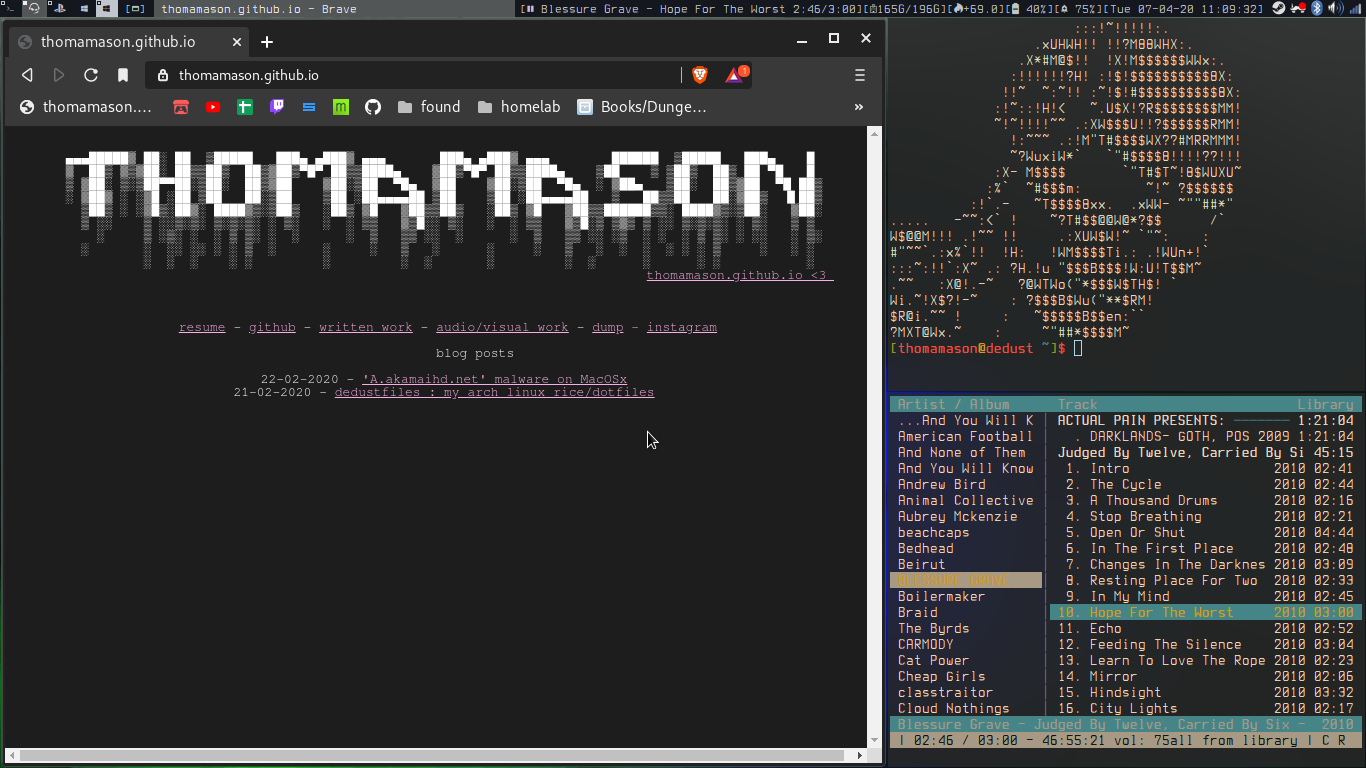 thomamason.github.io - Brave
[▮▮ Blessure Grave - Hope For The Worst 2:46/3:00][165G/196G][+69.0][40%][75%][Tue 07-04-20 11:09:32]
thomamason.github.io
thomamason.github.io
1
thomamason....
found
homelab
Books/Dunge...
»
THOMAMASON
thomamason.github.io <3
resume - github - written work - audio/visual work - dump - instagram
blog posts
22-02-2020 - 'A.akamaihd.net' malware on MacOSx
21-02-2020 - dedustfiles : my arch linux rice/dotfiles
[thomamason@dedust ~]$
Artist / Album
...And You Will K
American Football
And None of Them
And You Will Know
Andrew Bird
Animal Collective
Aubrey Mckenzie
beachcaps
Bedhead
Beirut
Blessure Grave
Boilermaker
Braid
The Byrds
CARMODY
Cat Power
Cheap Girls
classtraitor
Cloud Nothings
Track Library
ACTUAL PAIN PRESENTS: ─────── 1:21:04
. DARKLANDS- GOTH, POS 2009 1:21:04
Judged By Twelve, Carried By Si 45:15
1. Intro 2010 02:41
2. The Cycle 2010 02:44
3. A Thousand Drums 2010 02:16
4. Stop Breathing 2010 02:21
5. Open Or Shut 2010 04:44
6. In The First Place 2010 02:48
7. Changes In The Darknes 2010 03:09
8. Resting Place For Two 2010 02:33
9. In My Mind 2010 02:45
10. Hope For The Worst 2010 03:00
11. Echo 2010 02:52
12. Feeding The Silence 2010 03:04
13. Learn To Love The Rope 2010 02:23
14. Mirror 2010 02:06
15. Hindsight 2010 03:32
16. City Lights 2010 02:17
Blessure Grave - Judged By Twelve, Carried By Six - 2010
| 02:46 / 03:00 - 46:55:21 vol: 75 all from library | C R